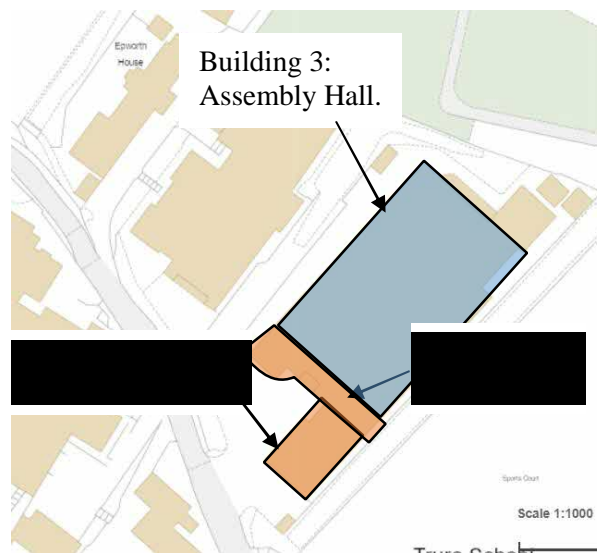 Epworth
House
Building 3:
Assembly Hall.
Sports Court
Scale 1:1000